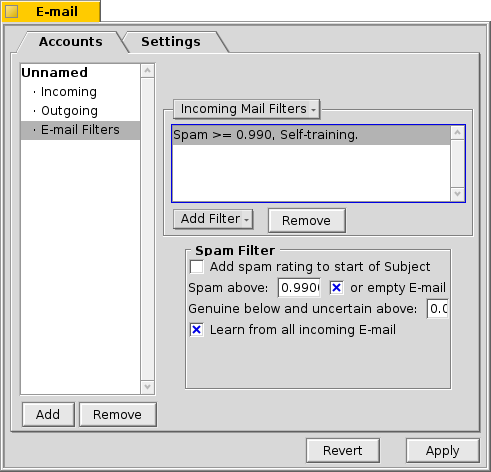 E-mail
Accounts Settings
Unnamed
· Incoming
· Outgoing
· E-mail Filters
Incoming Mail Filters
Spam >= 0.990, Self-training.
Add Filter Remove
Spam Filter
Add spam rating to start of Subject
Spam above: 0.990 or empty E-mail
Genuine below and uncertain above: 0.0
Learn from all incoming E-mail
Add Remove
Revert Apply